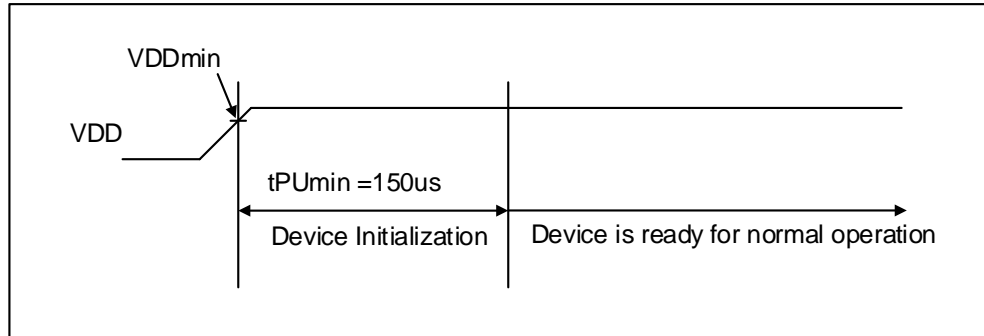 VDDmin
VDD
tPUmin =150us
Device Initialization
Device is ready for normal operation